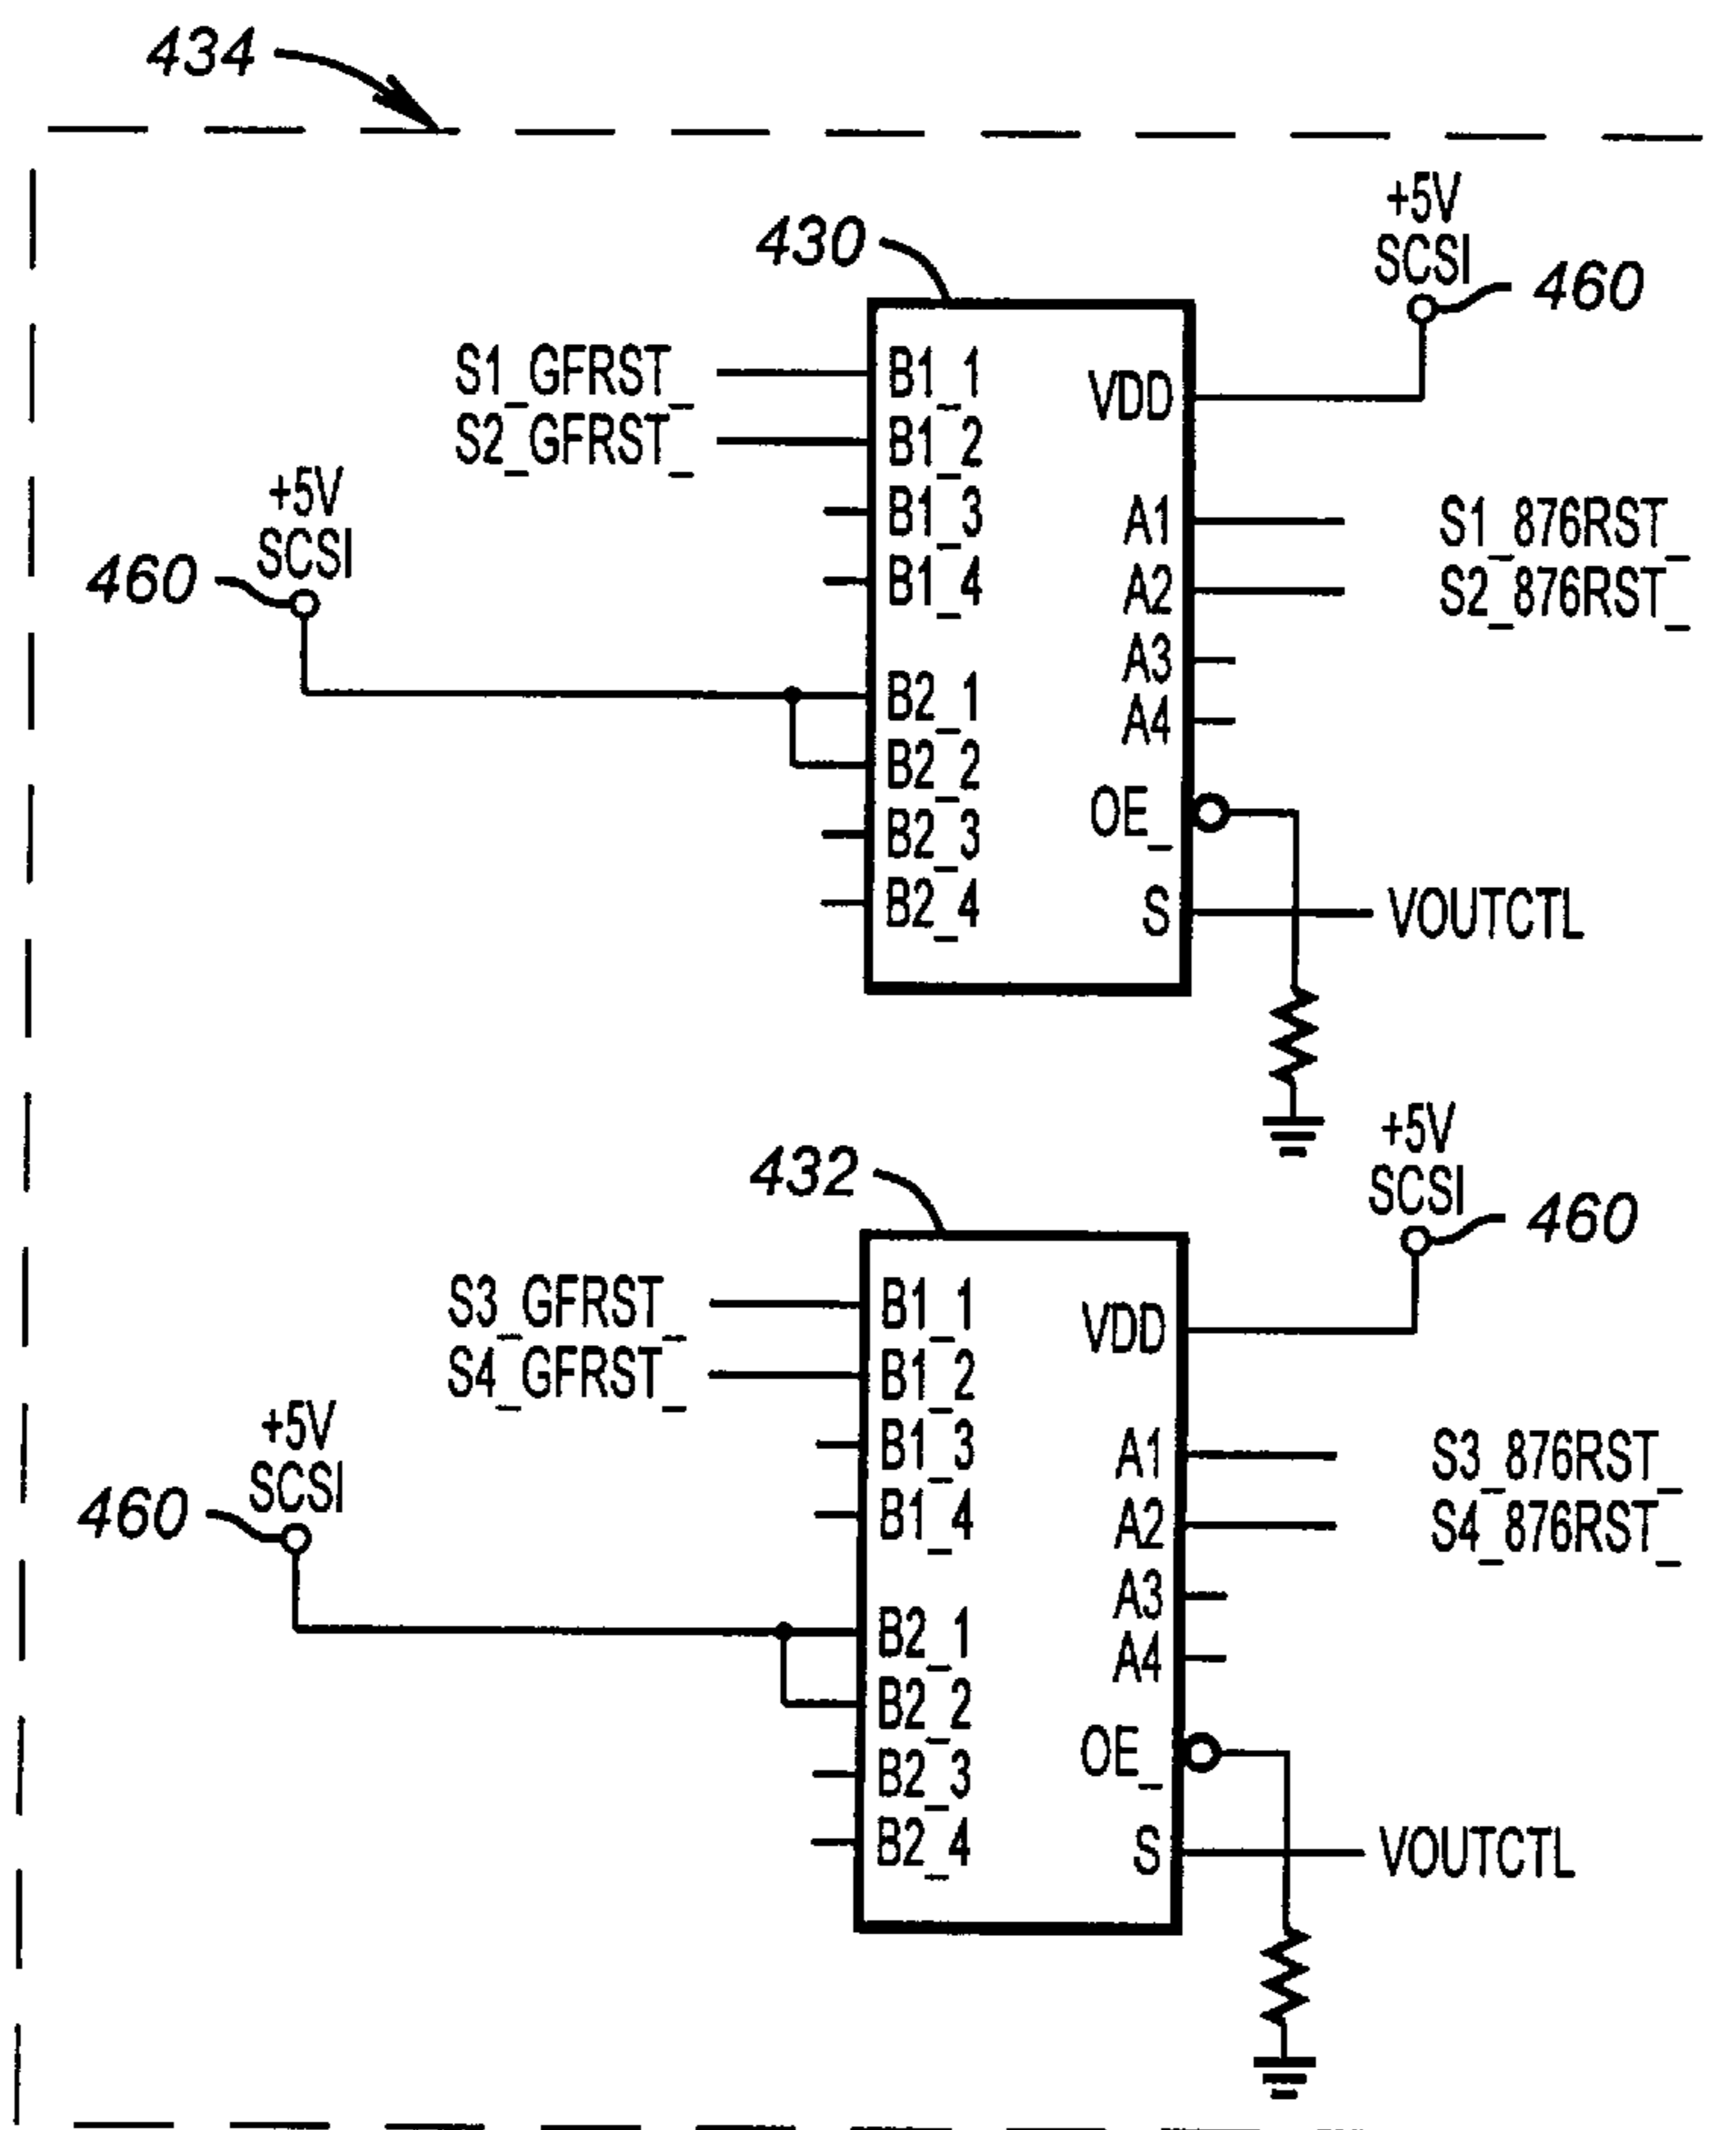 434
+5V
SCSI
460
430
S1_GFRST_
S2_GFRST_
+5V
SCSI
460
B1_1
B1_2
B1_3
B1_4
B2_1
B2_2
B2_3
B2_4
VDD
A1
A2
A3
A4
OE_
S
S1_876RST_
S2_876RST_
VOUTCTL
+5V
SCSI
460
432
S3_GFRST_
S4_GFRST_
+5V
SCSI
460
B1_1
B1_2
B1_3
B1_4
B2_1
B2_2
B2_3
B2_4
VDD
A1
A2
A3
A4
OE_
S
S3_876RST_
S4_876RST_
VOUTCTL